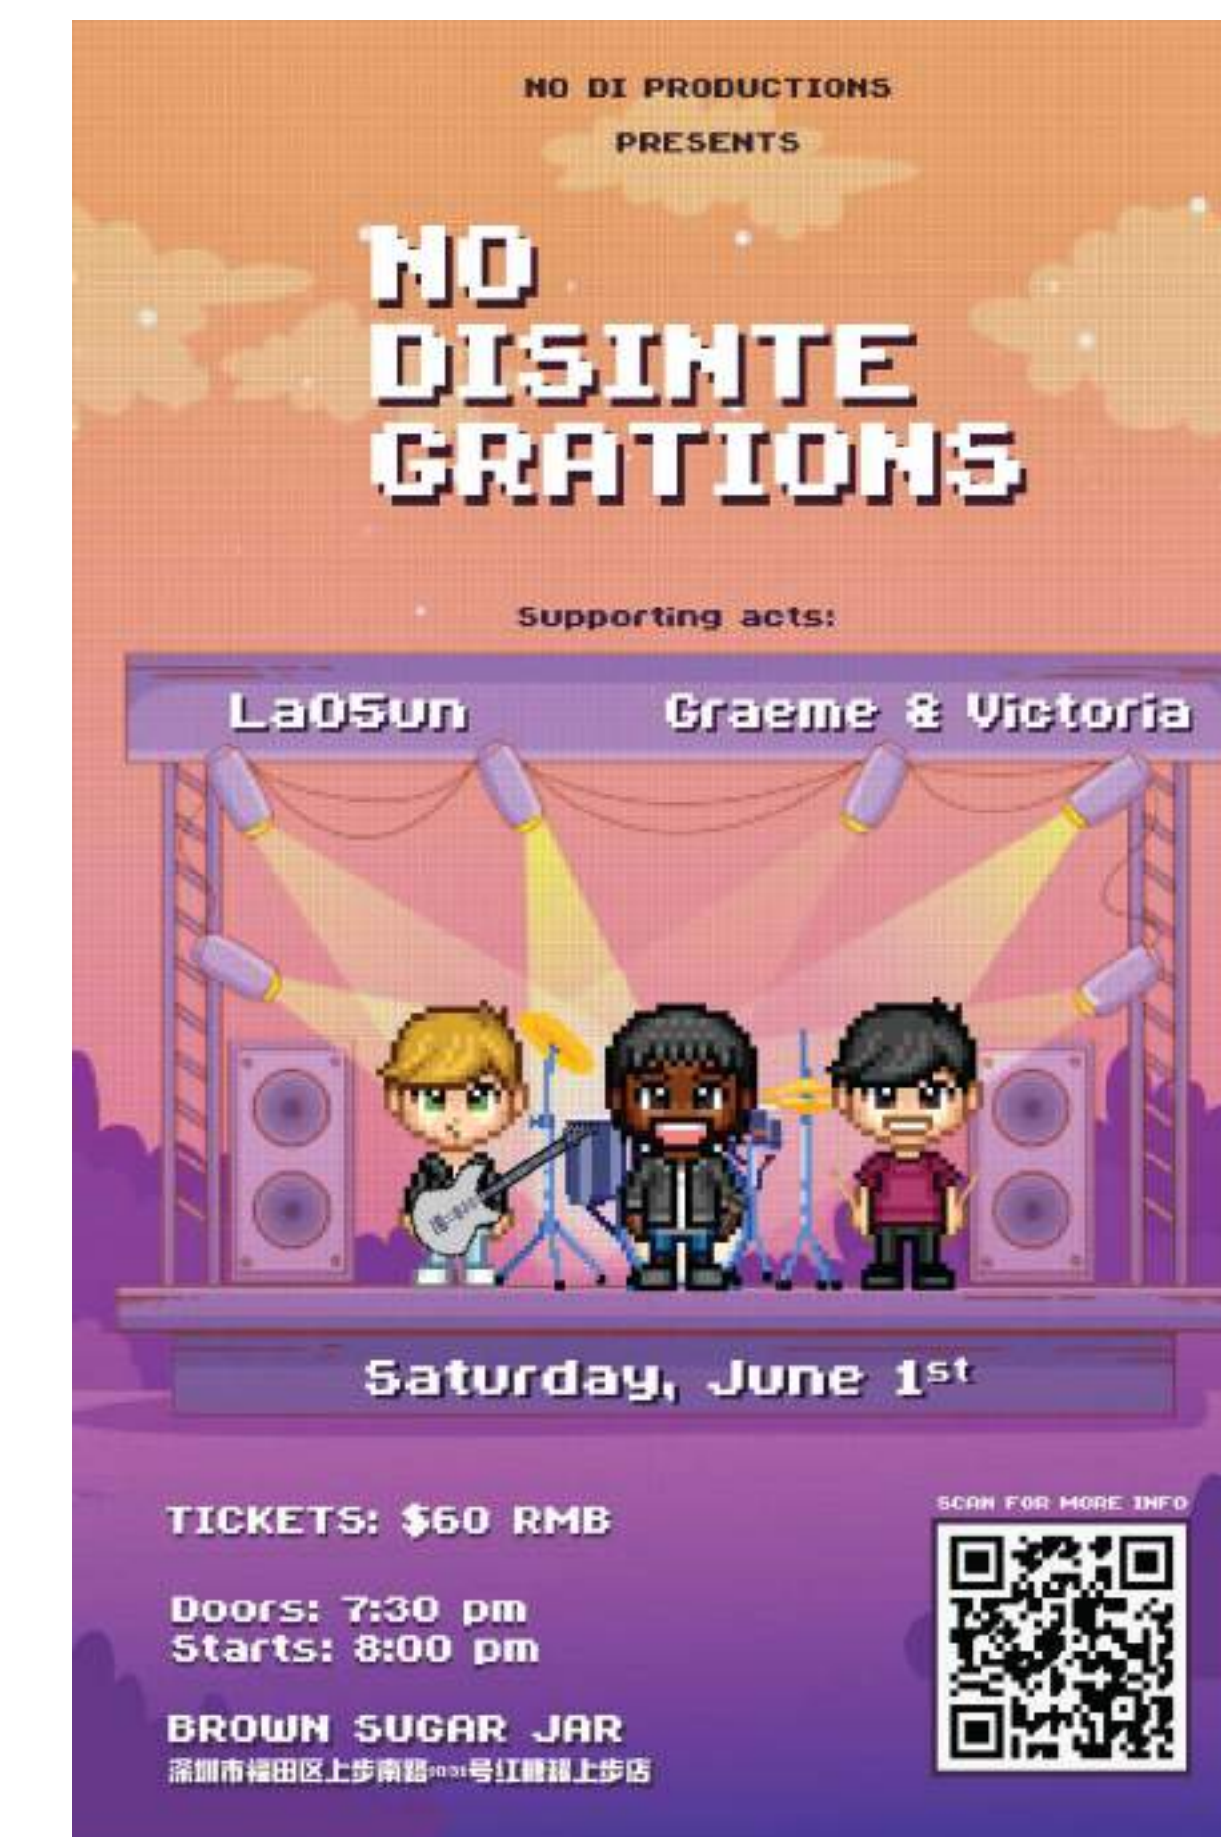 NO DI PRODUCTIONS
PRESENTS
NO
DISINTE
GRATIONS
Supporting acts:
La05un
Graeme & Victoria
Saturday, June 1st
TICKETS: $60 RMB
SCAN FOR MORE INFO
Doors: 7:30 pm
Starts: 8:00 pm
BROWN SUGAR JAR
深圳市福田区上步南路号红糖罐上步店